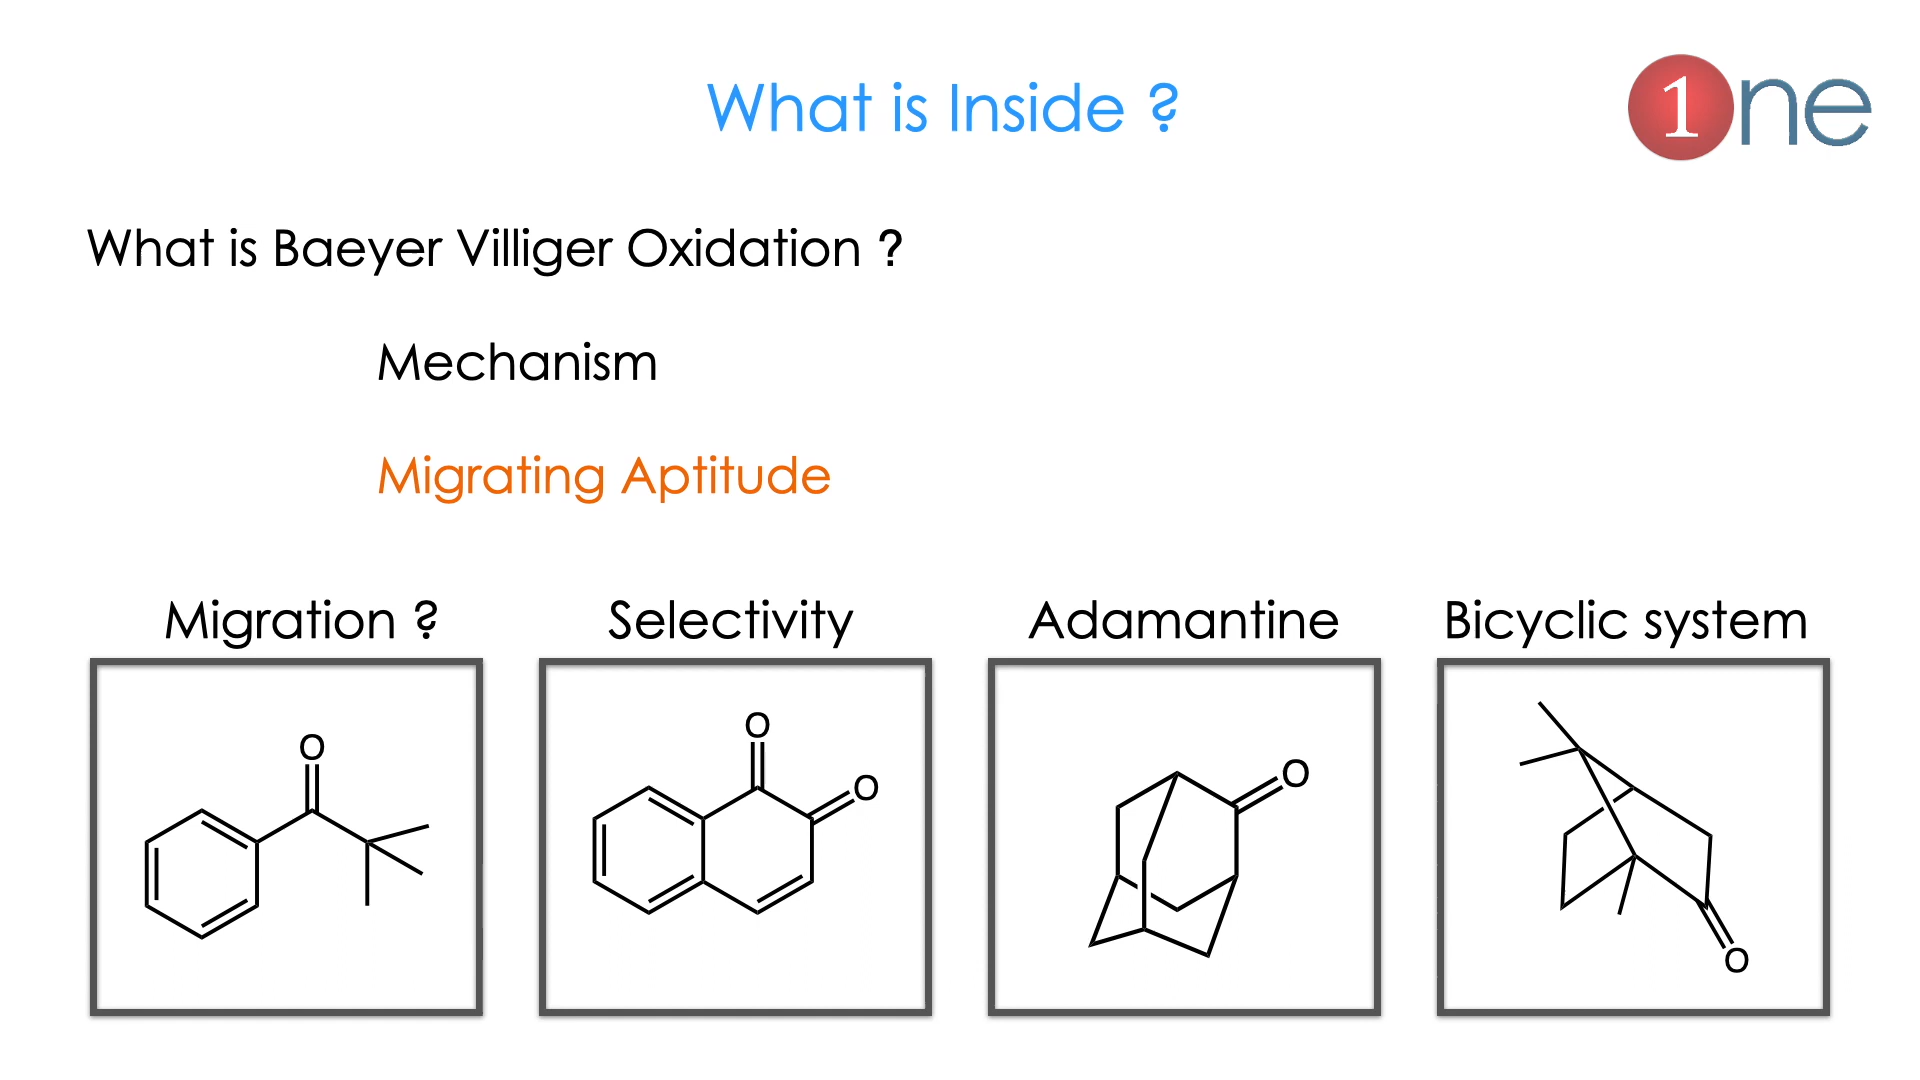 What is Inside ?
1ne
What is Baeyer Villiger Oxidation ?
Mechanism
Migrating Aptitude
Migration ?
Selectivity
Adamantine
Bicyclic system
O
O
O
O
O